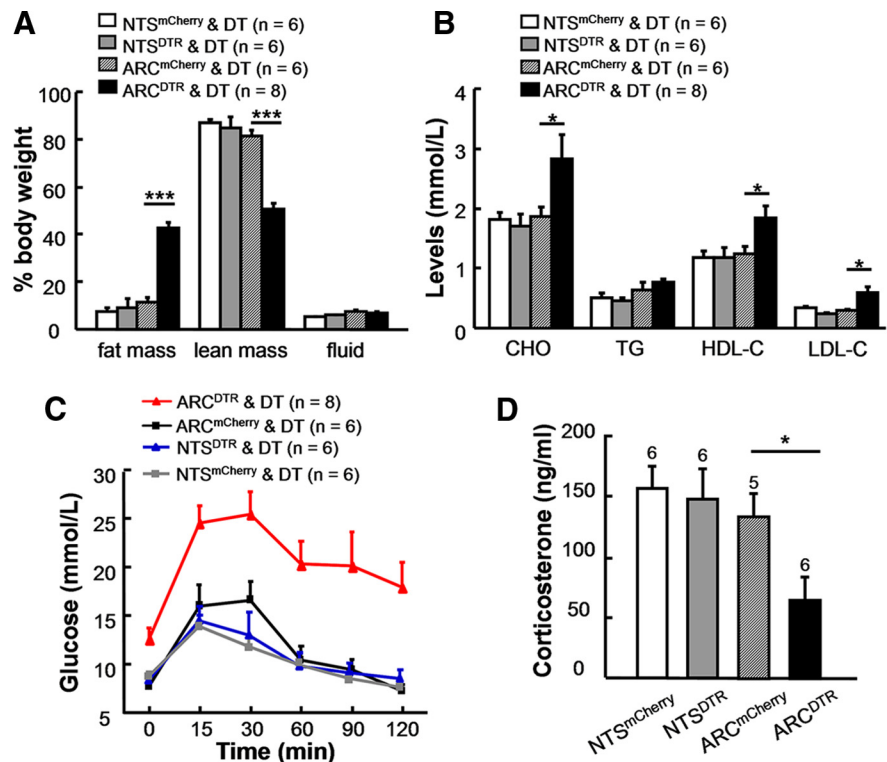 A
NTSmCherry & DT (n = 6)
NTSDTR & DT (n = 6)
ARCmCherry & DT (n = 6)
ARCDTR & DT (n = 8)
% body weight
100
80
60
40
20
0
***
***
fat mass
lean mass
fluid
B
NTSmCherry & DT (n = 6)
NTSDTR & DT (n = 6)
ARCmCherry & DT (n = 6)
ARCDTR & DT (n = 8)
Levels (mmol/L)
4
3
2
1
0
*
*
*
CHO
TG
HDL-C
LDL-C
C
ARCDTR & DT (n = 8)
ARCmCherry & DT (n = 6)
NTSDTR & DT (n = 6)
NTSmCherry & DT (n = 6)
Glucose (mmol/L)
30
25
20
15
10
5
0
15
30
60
90
120
Time (min)
D
Corticosterone (ng/ml)
200
150
100
50
0
6
6
5
6
*
NTSmCherry
NTSDTR
ARCmCherry
ARCDTR